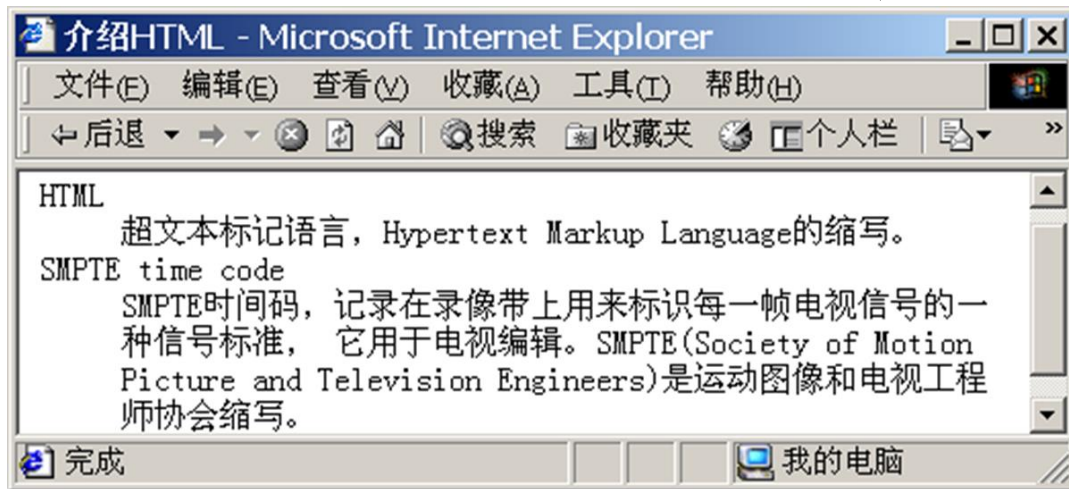 介绍HTML - Microsoft Internet Explorer
文件(F) 编辑(E) 查看(V) 收藏(A) 工具(T) 帮助(H)
后退 搜索 收藏夹 个人栏 »
HTML
超文本标记语言，Hypertext Markup Language的缩写。
SMPTE time code
SMPTE时间码，记录在录像带上用来标识每一帧电视信号的一
种信号标准， 它用于电视编辑。SMPTE(Society of Motion
Picture and Television Engineers)是运动图像和电视工程
师协会缩写。
完成 我的电脑